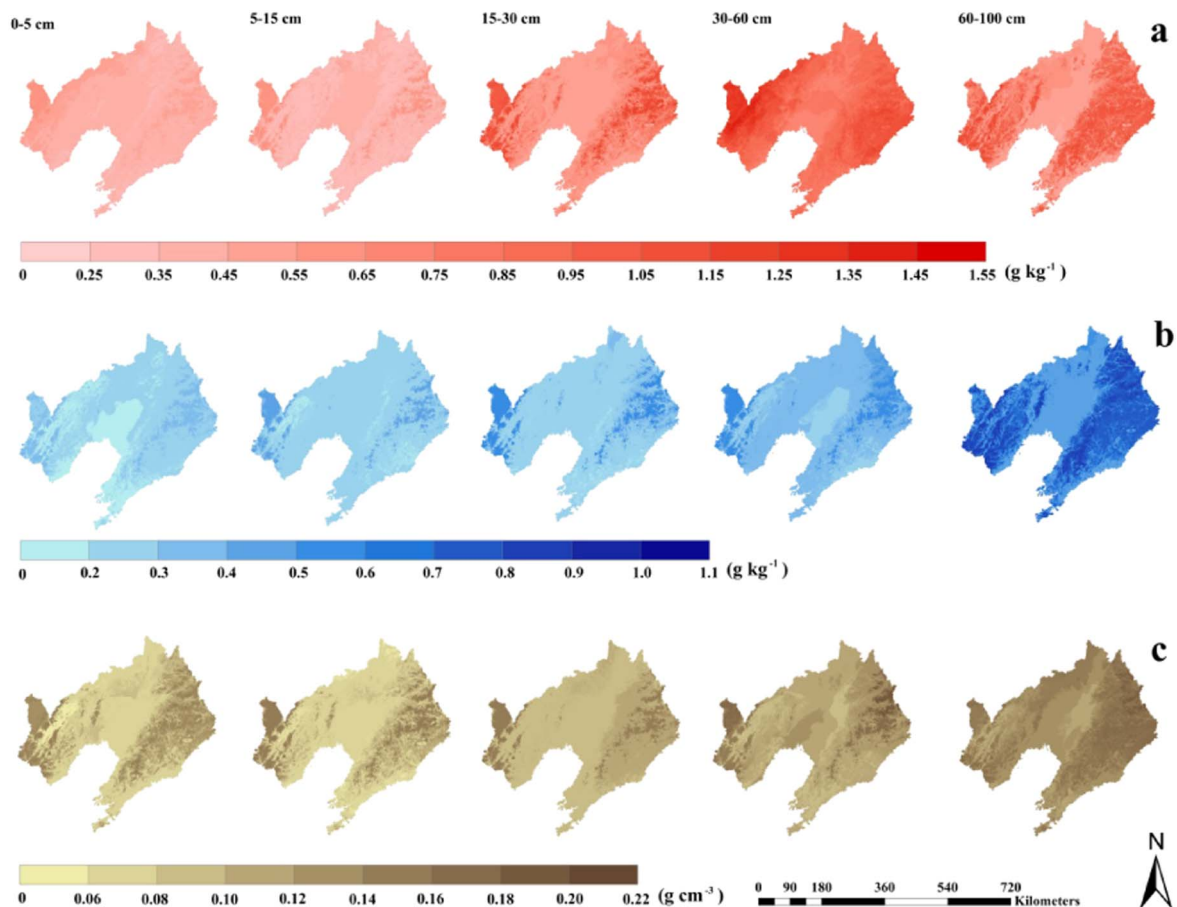 0-5 cm 5-15 cm 15-30 cm 30-60 cm 60-100 cm a
0 0.25 0.35 0.45 0.55 0.65 0.75 0.85 0.95 1.05 1.15 1.25 1.35 1.45 1.55 (g kg⁻¹)
b
0 0.2 0.3 0.4 0.5 0.6 0.7 0.8 0.9 1.0 1.1 (g kg⁻¹)
c
0 0.06 0.08 0.10 0.12 0.14 0.16 0.18 0.20 0.22 (g cm⁻³)
N
0 90 180 360 540 720
Kilometers